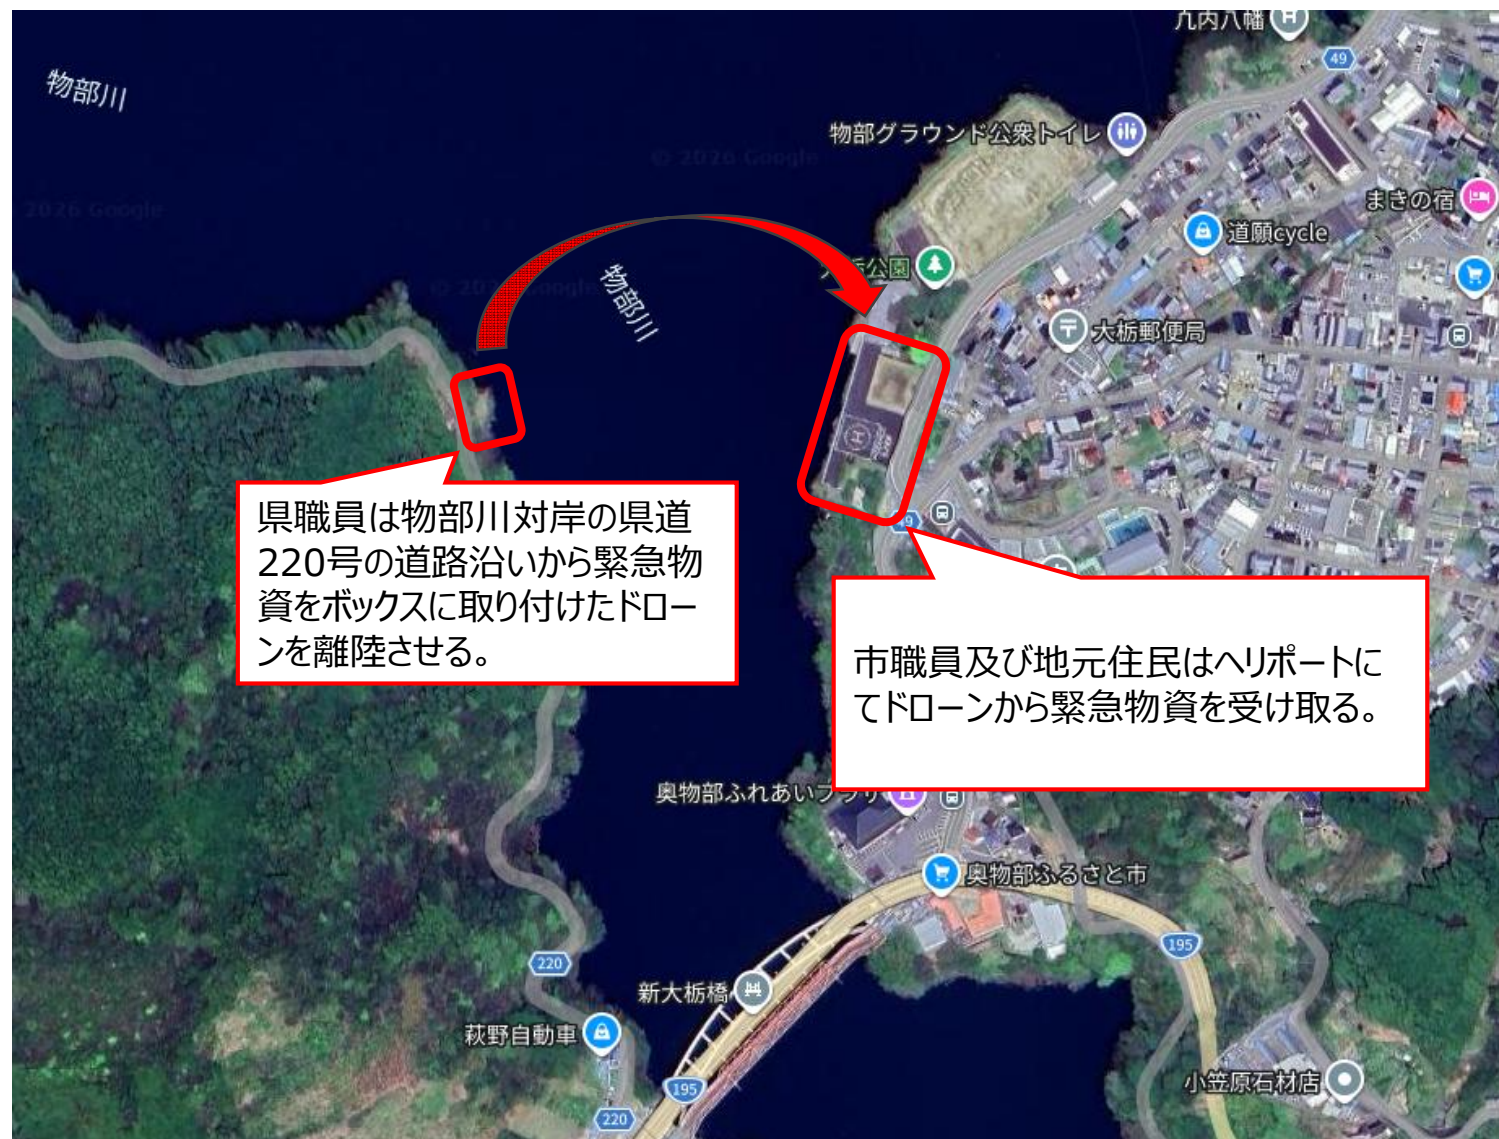 九内八幡
49
物部川
物部グラウンド公衆トイレ
© 2026 Google
まきの宿
2026 Google
道願cycle
物部川
大栃郵便局
県職員は物部川対岸の県道
220号の道路沿いから緊急物
資をボックスに取り付けたドロー
ンを離陸させる。
49
市職員及び地元住民はヘリポートに
てドローンから緊急物資を受け取る。
奥物部ふれあいプラザ
奥物部ふるさと市
195
220
新大栃橋
萩野自動車
195
小笠原石材店
220